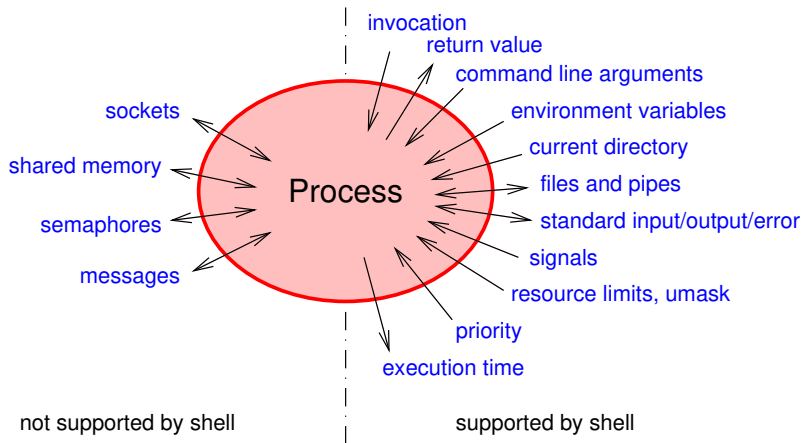 invocation
return value
command line arguments
environment variables
current directory
files and pipes
standard input/output/error
signals
resource limits, umask
priority
execution time
sockets
shared memory
semaphores
messages
Process
not supported by shell
supported by shell